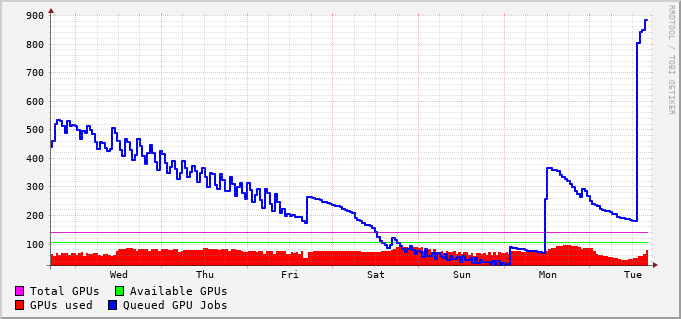 900
800
700
600
500
400
300
200
100
Wed Thu Fri Sat Sun Mon Tue
Total GPUs Available GPUs
GPUs used Queued GPU Jobs
RRDTOOL / TOBI OETIKER